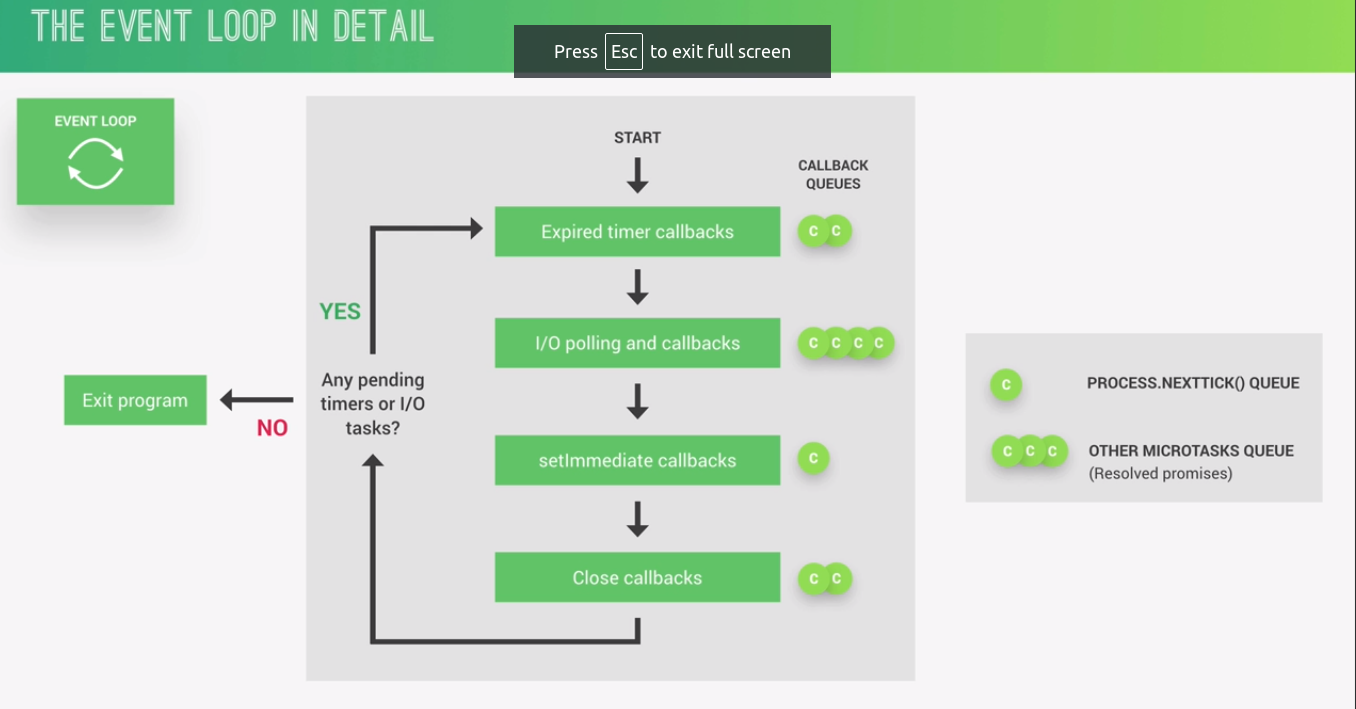 THE EVENT LOOP IN DETAIL
Press Esc to exit full screen
EVENT LOOP
START
CALLBACK
QUEUES
Expired timer callbacks
C C
YES
I/O polling and callbacks
C C C C
Any pending
timers or I/O
tasks?
Exit program
NO
setImmediate callbacks
C
Close callbacks
C C
C
PROCESS.NEXTTICK() QUEUE
C C C
OTHER MICROTASKS QUEUE
(Resolved promises)